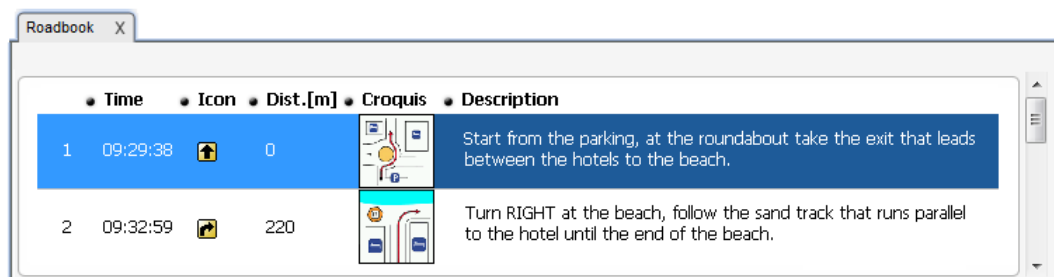 Roadbook X
Time Icon Dist.[m] Croquis Description
1 09:29:38 0 Start from the parking, at the roundabout take the exit that leads
between the hotels to the beach.
2 09:32:59 220 Turn RIGHT at the beach, follow the sand track that runs parallel
to the hotel until the end of the beach.